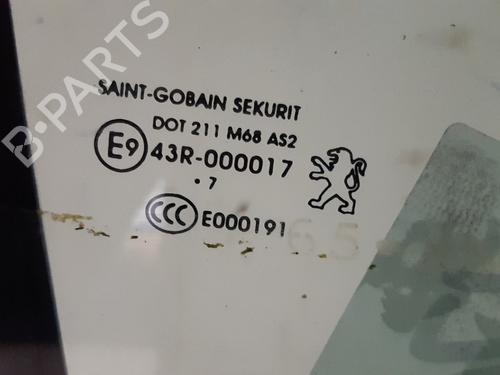 B-PARTS
SAINT-GOBAIN SEKURIT
DOT 211 M68 AS2
E9 43R-000017
.7
CCC E000191